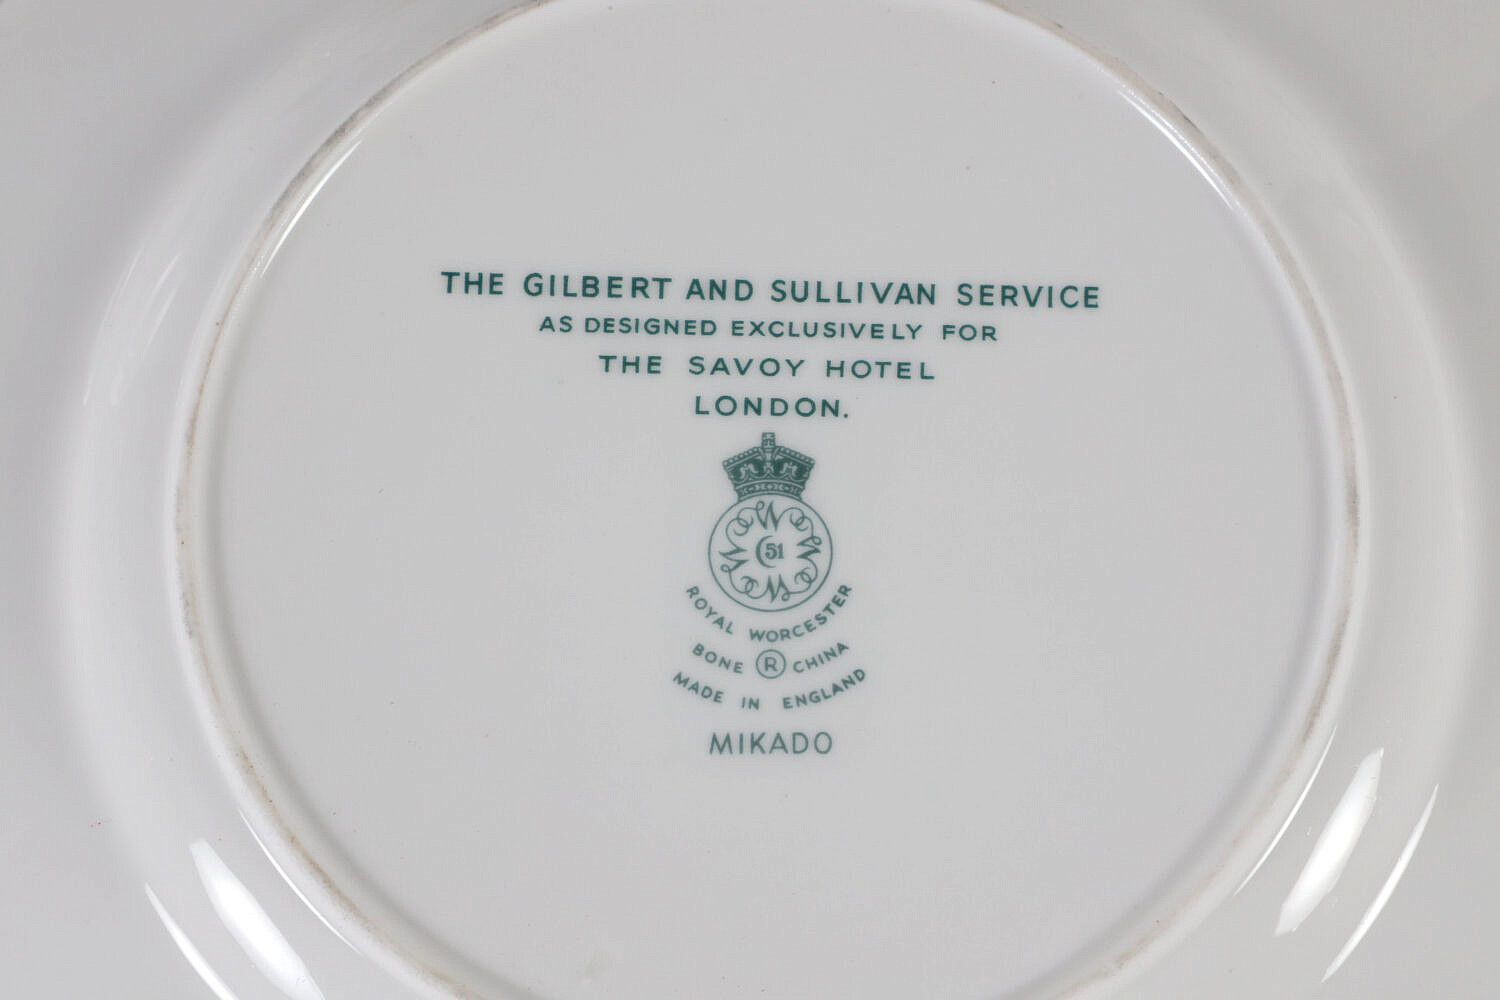 THE GILBERT AND SULLIVAN SERVICE
AS DESIGNED EXCLUSIVELY FOR
THE SAVOY HOTEL
LONDON.
51
ROYAL WORCESTER
BONE ® CHINA
MADE IN ENGLAND
MIKADO